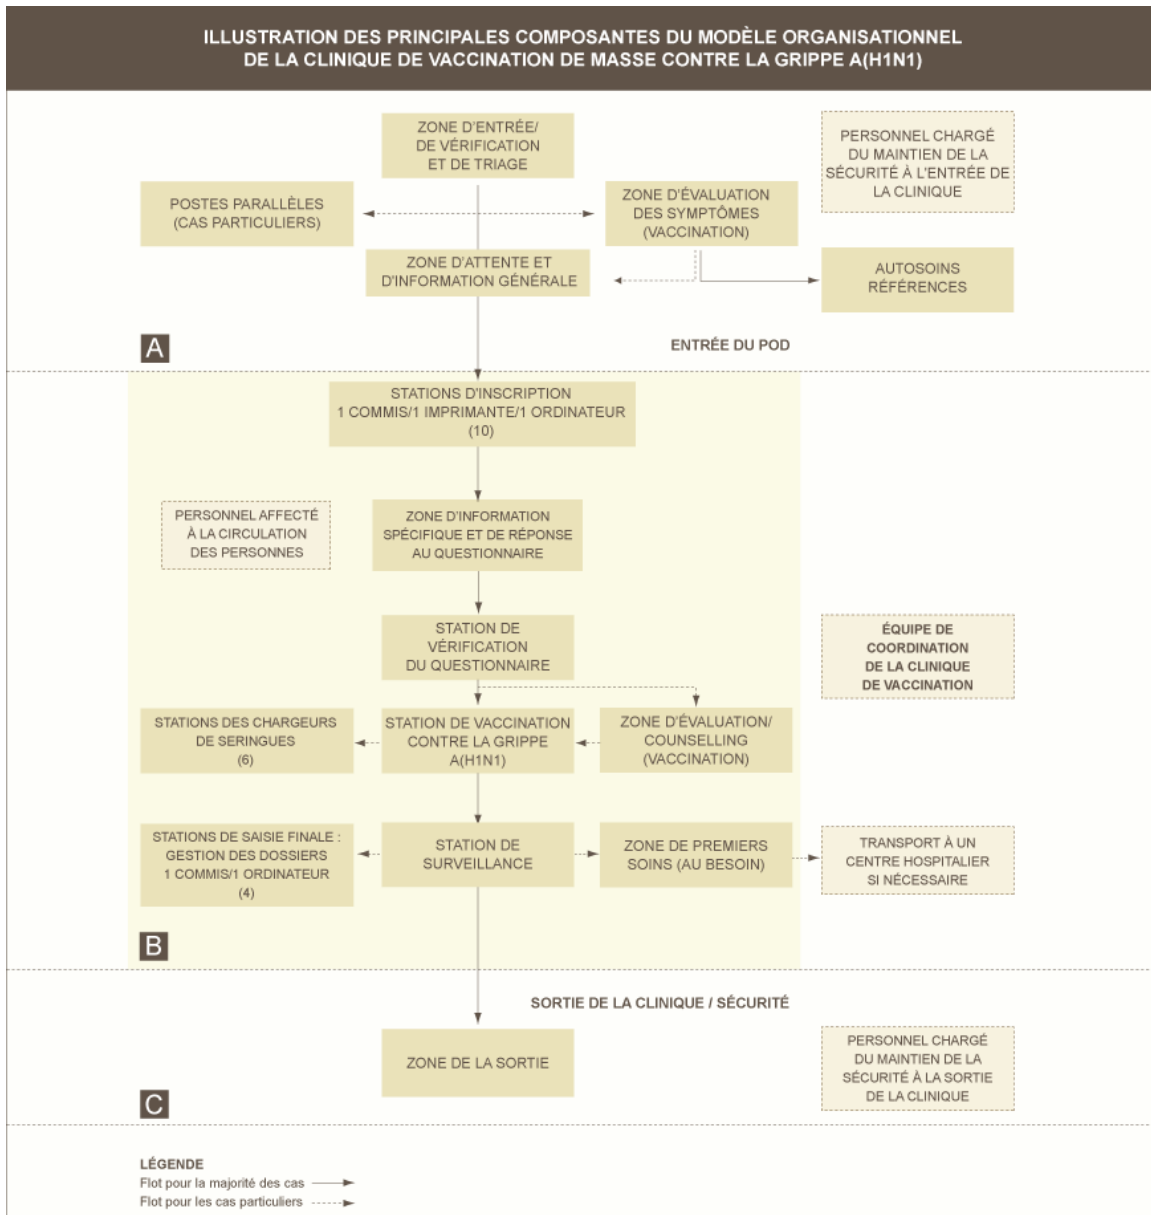 ILLUSTRATION DES PRINCIPALES COMPOSANTES DU MODÈLE ORGANISATIONNEL
DE LA CLINIQUE DE VACCINATION DE MASSE CONTRE LA GRIPPE A(H1N1)
ZONE D'ENTRÉE/
DE VÉRIFICATION
ET DE TRIAGE
PERSONNEL CHARGÉ
DU MAINTIEN DE LA
SÉCURITÉ À L'ENTRÉE DE
LA CLINIQUE
POSTES PARALLÈLES
(CAS PARTICULIERS)
ZONE D'ÉVALUATION
DES SYMPTÔMES
(VACCINATION)
ZONE D'ATTENTE ET
D'INFORMATION GÉNÉRALE
AUTOSOINS
RÉFÉRENCES
A
ENTRÉE DU POD
STATIONS D'INSCRIPTION
1 COMMIS/1 IMPRIMANTE/1 ORDINATEUR
(10)
PERSONNEL AFFECTÉ
À LA CIRCULATION
DES PERSONNES
ZONE D'INFORMATION
SPÉCIFIQUE ET DE RÉPONSE
AU QUESTIONNAIRE
STATION DE
VÉRIFICATION
DU QUESTIONNAIRE
ÉQUIPE DE
COORDINATION
DE LA CLINIQUE
DE VACCINATION
STATIONS DES CHARGEURS
DE SERINGUES
(6)
STATION DE VACCINATION
CONTRE LA GRIPPE
A(H1N1)
ZONE D'ÉVALUATION/
COUNSELLING
(VACCINATION)
STATIONS DE SAISIE FINALE :
GESTION DES DOSSIERS
1 COMMIS/1 ORDINATEUR
(4)
STATION DE
SURVEILLANCE
ZONE DE PREMIERS
SOINS (AU BESOIN)
TRANSPORT À UN
CENTRE HOSPITALIER
SI NÉCESSAIRE
B
SORTIE DE LA CLINIQUE / SÉCURITÉ
ZONE DE LA SORTIE
PERSONNEL CHARGÉ
DU MAINTIEN DE LA
SÉCURITÉ À LA SORTIE
DE LA CLINIQUE
C
LÉGENDE
Flot pour la majorité des cas
Flot pour les cas particuliers